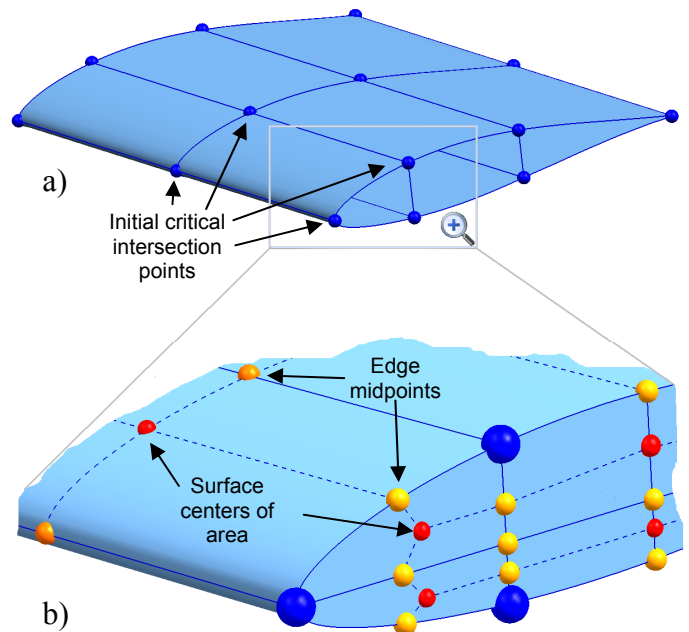 a)
Initial critical
intersection
points
Edge
midpoints
Surface
centers of
area
b)